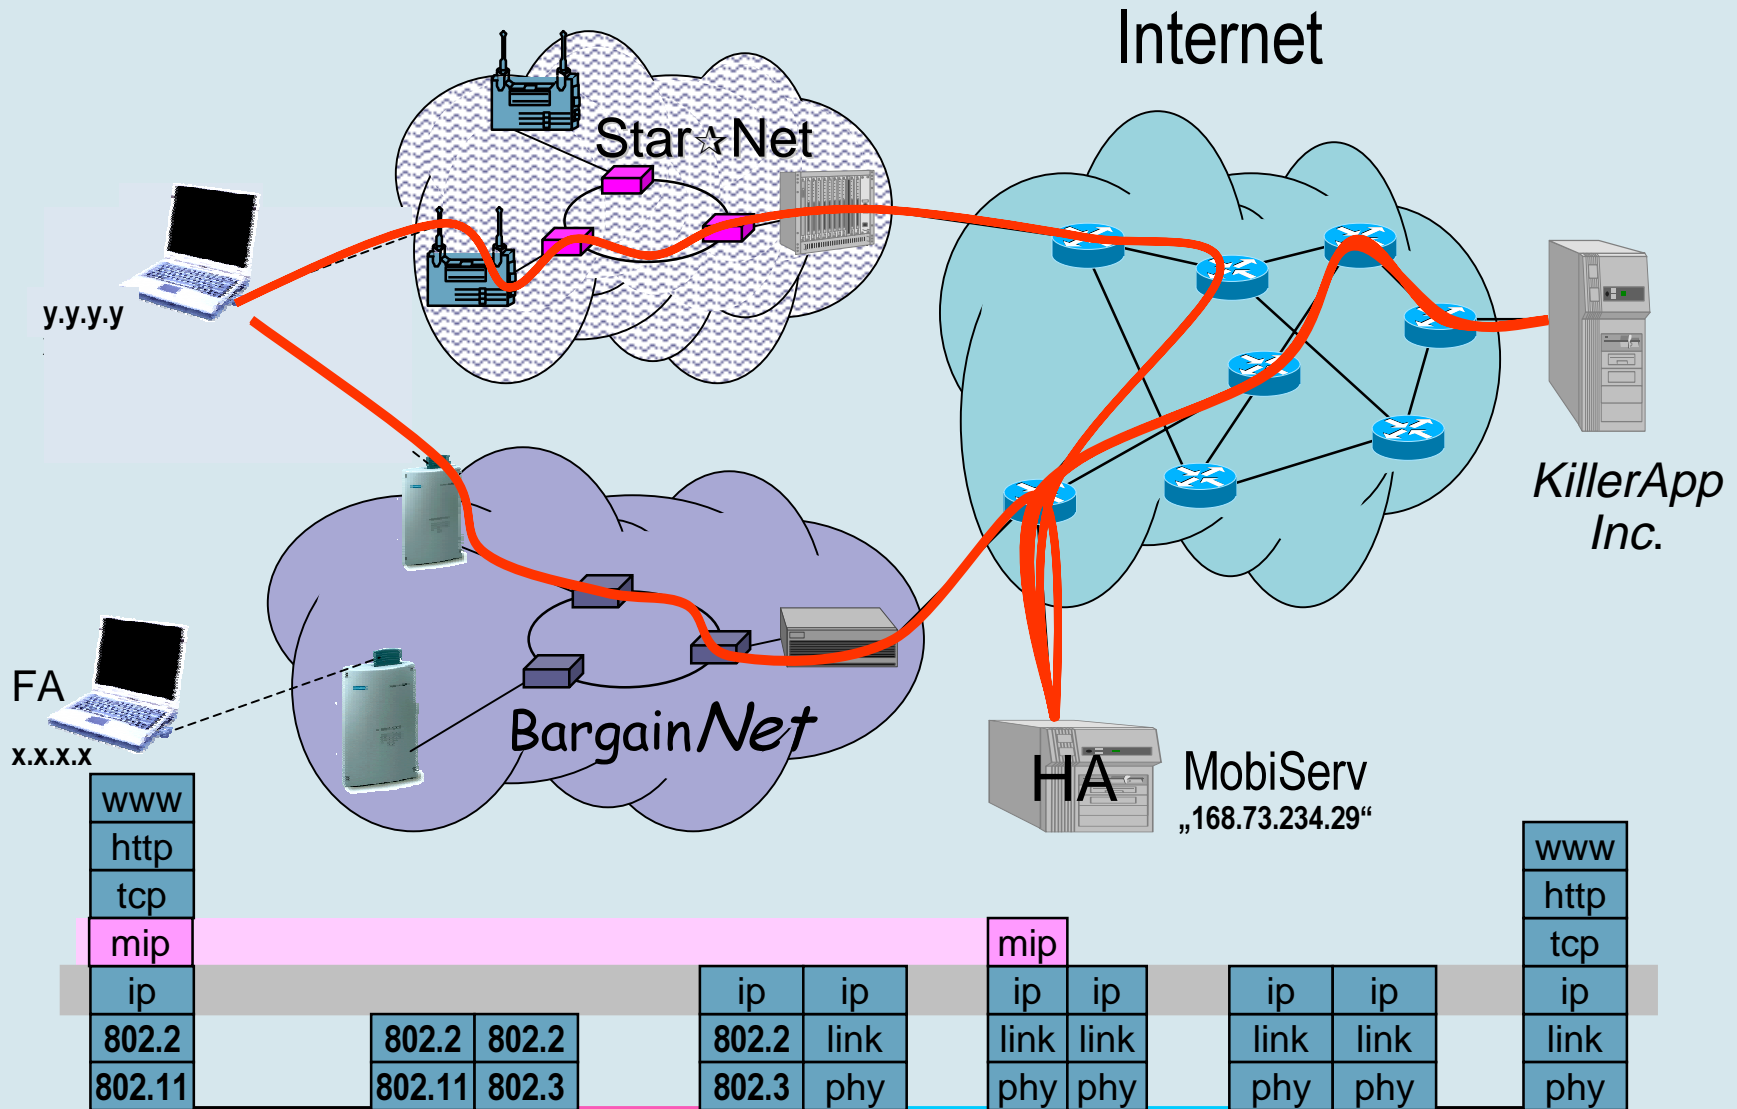 Internet
Star☆Net
y.y.y.y
KillerApp
Inc.
FA
x.x.x.x
BargainNet
HA
MobiServ
„168.73.234.29“
www
http
tcp
mip
ip
802.2
802.11
802.2 802.2
802.11 802.3
ip ip
802.2 link
802.3 phy
mip
ip ip
link link
phy phy
ip ip
link link
phy phy
www
http
tcp
ip
link
phy